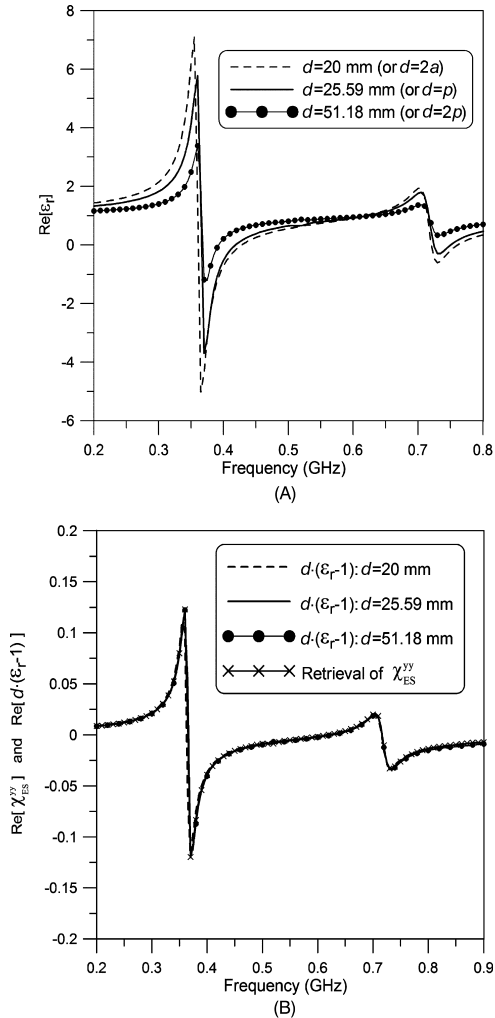 8
6
4
2
0
-2
-4
-6
Re[εr]
d=20 mm (or d=2a)
d=25.59 mm (or d=p)
d=51.18 mm (or d=2p)
0.2 0.3 0.4 0.5 0.6 0.7 0.8
Frequency (GHz)
(A)
0.2
0.15
0.1
0.05
0
-0.05
-0.1
-0.15
-0.2
Re[ χ_ES^yy ] and Re[ d·(εr-1) ]
d·(εr-1): d=20 mm
d·(εr-1): d=25.59 mm
d·(εr-1): d=51.18 mm
Retrieval of χ_ES^yy
0.2 0.3 0.4 0.5 0.6 0.7 0.8 0.9
Frequency (GHz)
(B)